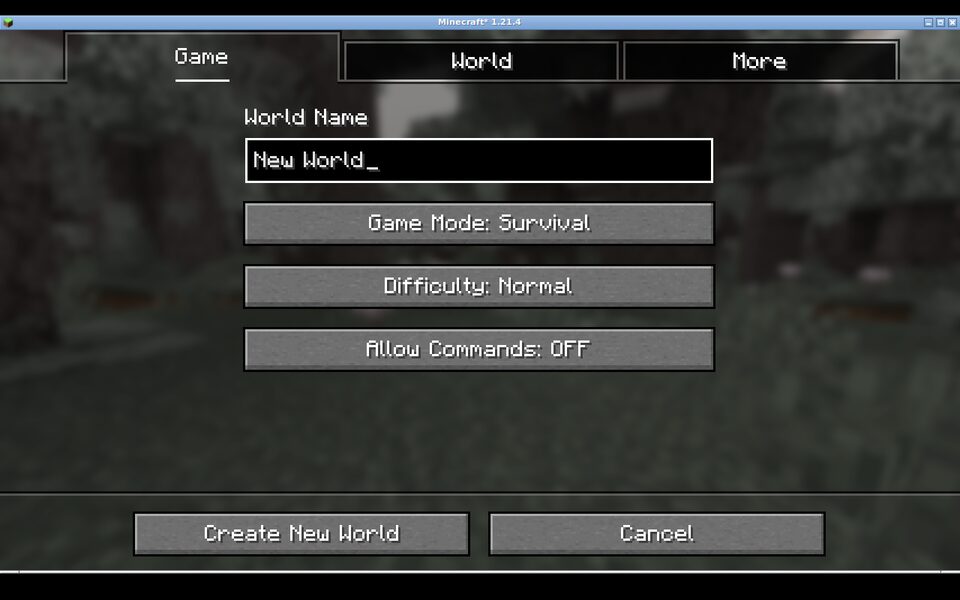 Minecraft* 1.21.4
Game
World
More
World Name
New World_
Game Mode: Survival
Difficulty: Normal
Allow Commands: OFF
Create New World
Cancel